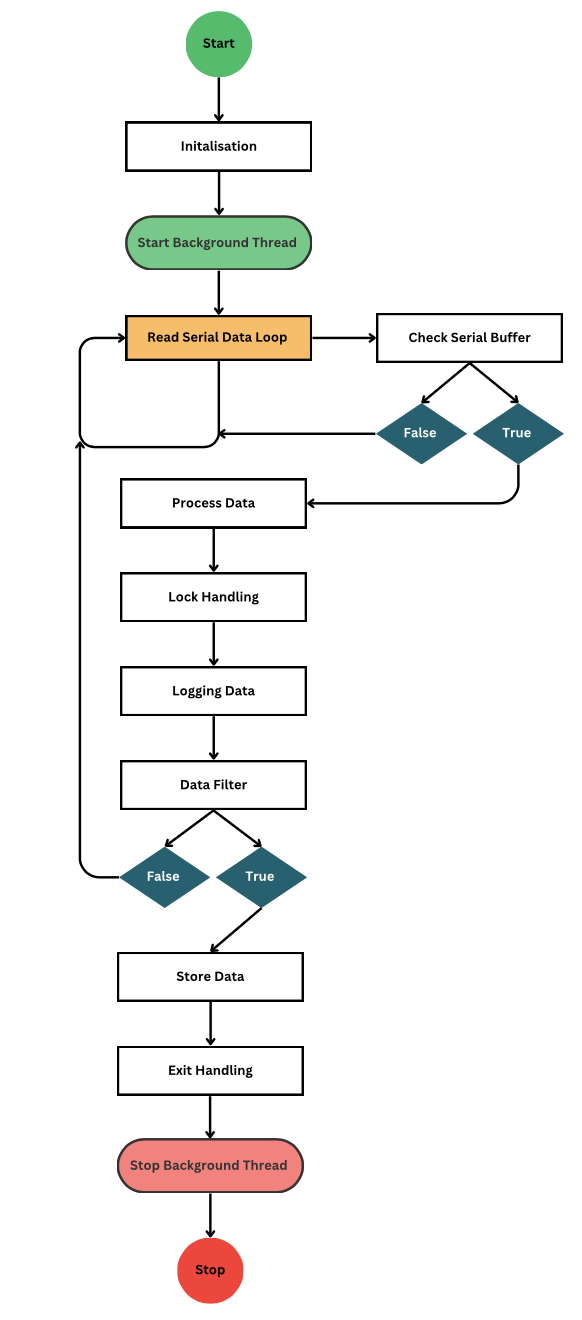 Start
Initalisation
Start Background Thread
Read Serial Data Loop
Check Serial Buffer
False
True
Process Data
Lock Handling
Logging Data
Data Filter
False
True
Store Data
Exit Handling
Stop Background Thread
Stop